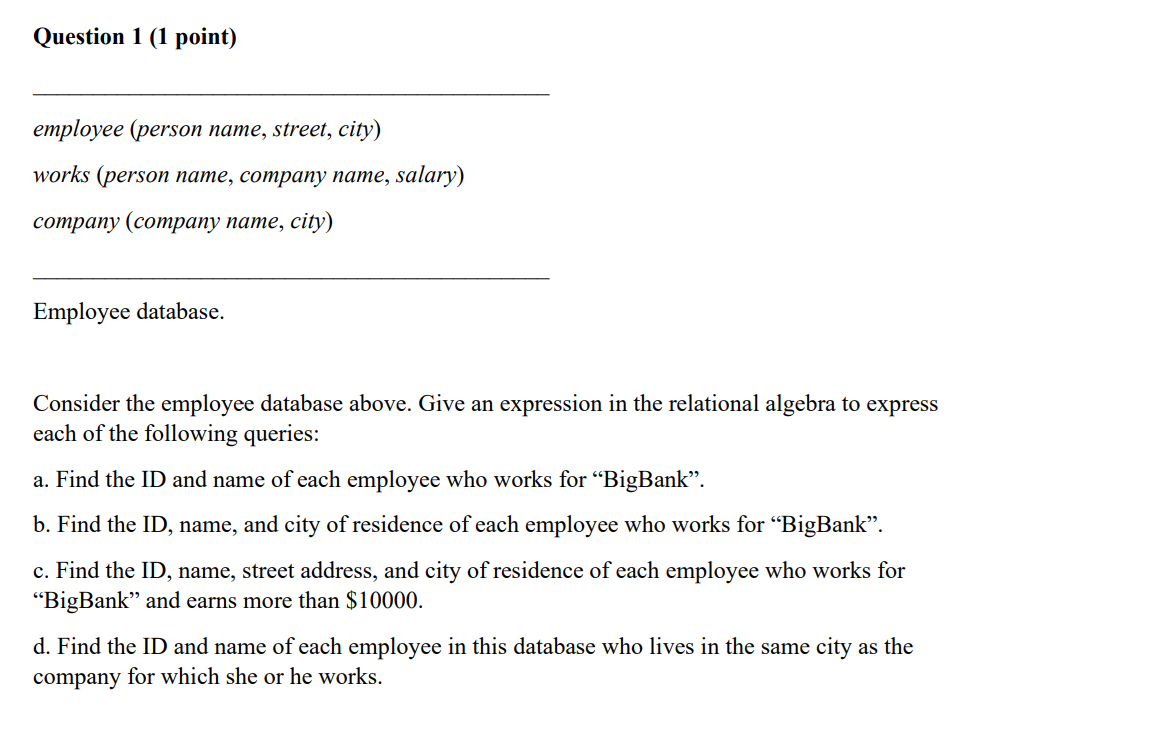 Question 1 (1 point)
employee (person name, street, city)
works (person name, company name, salary)
company (company name, city)
Employee database.
Consider the employee database above. Give an expression in the relational algebra to express
each of the following queries:
a. Find the ID and name of each employee who works for “BigBank”.
b. Find the ID, name, and city of residence of each employee who works for “BigBank”.
c. Find the ID, name, street address, and city of residence of each employee who works for
“BigBank” and earns more than $10000.
d. Find the ID and name of each employee in this database who lives in the same city as the
company for which she or he works.